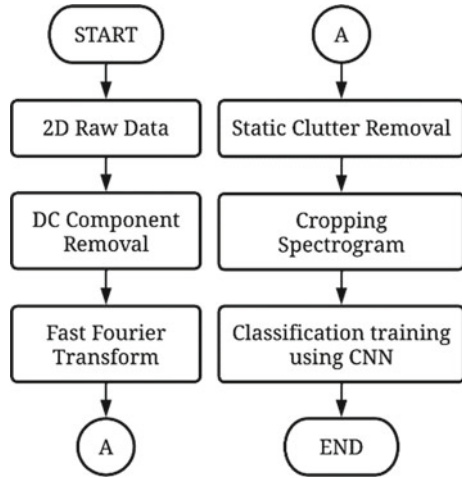 START
2D Raw Data
DC Component
Removal
Fast Fourier
Transform
A
A
Static Clutter Removal
Cropping
Spectrogram
Classification training
using CNN
END